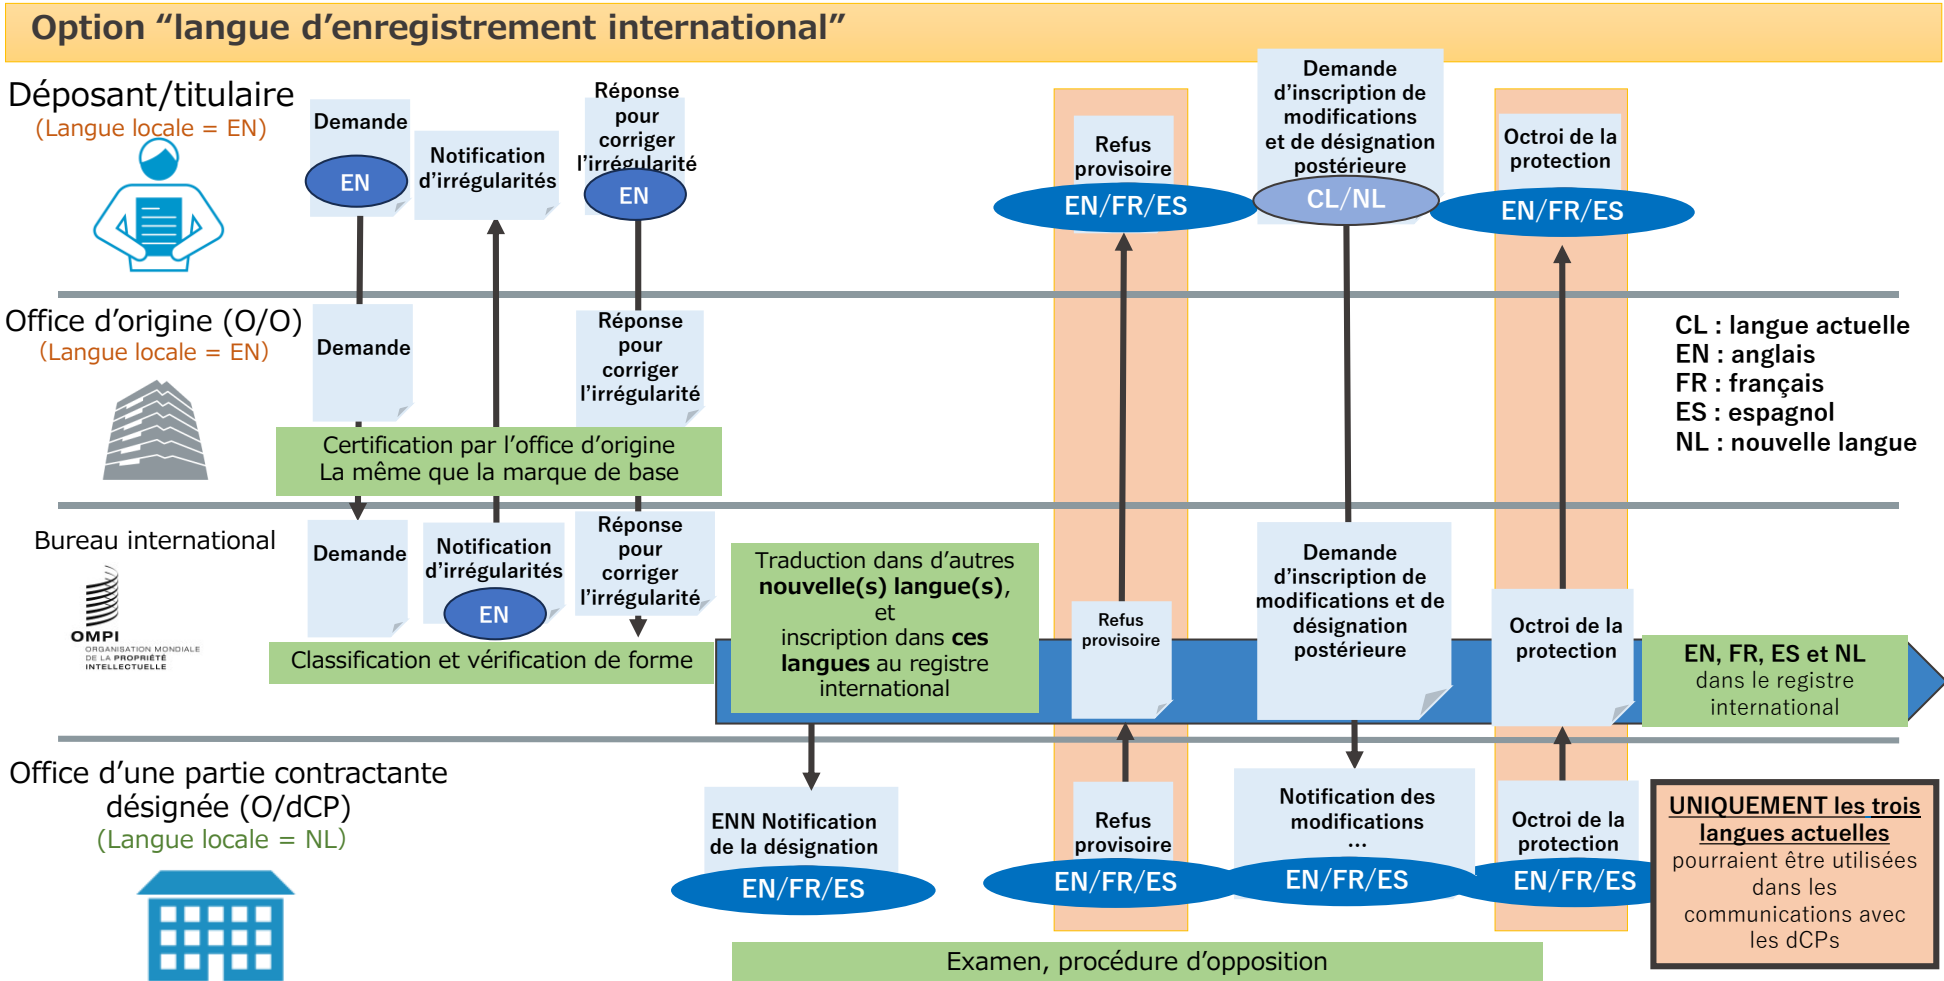 Option “langue d’enregistrement international”
Déposant/titulaire
(Langue locale = EN)
Demande
EN
Notification
d’irrégularités
Réponse
pour
corriger
l’irrégularité
EN
Refus
provisoire
EN/FR/ES
Demande
d’inscription de
modifications
et de désignation
postérieure
CL/NL
Octroi de la
protection
EN/FR/ES
Office d’origine (O/O)
(Langue locale = EN)
Demande
Réponse
pour
corriger
l’irrégularité
Certification par l’office d’origine
La même que la marque de base
CL : langue actuelle
EN : anglais
FR : français
ES : espagnol
NL : nouvelle langue
Bureau international
OMPI
ORGANISATION MONDIALE
DE LA PROPRIÉTÉ
INTELLECTUELLE
Demande
Notification
d’irrégularités
EN
Réponse
pour
corriger
l’irrégularité
Classification et vérification de forme
Traduction dans d’autres
nouvelle(s) langue(s),
et
inscription dans ces
langues au registre
international
Refus
provisoire
Demande
d’inscription de
modifications et de
désignation
postérieure
Octroi de la
protection
EN, FR, ES et NL
dans le registre
international
Office d’une partie contractante
désignée (O/dCP)
(Langue locale = NL)
ENN Notification
de la désignation
EN/FR/ES
Refus
provisoire
EN/FR/ES
Notification des
modifications
...
EN/FR/ES
Octroi de la
protection
EN/FR/ES
UNIQUEMENT les trois
langues actuelles
pourraient être utilisées
dans les
communications avec
les dCPs
Examen, procédure d’opposition